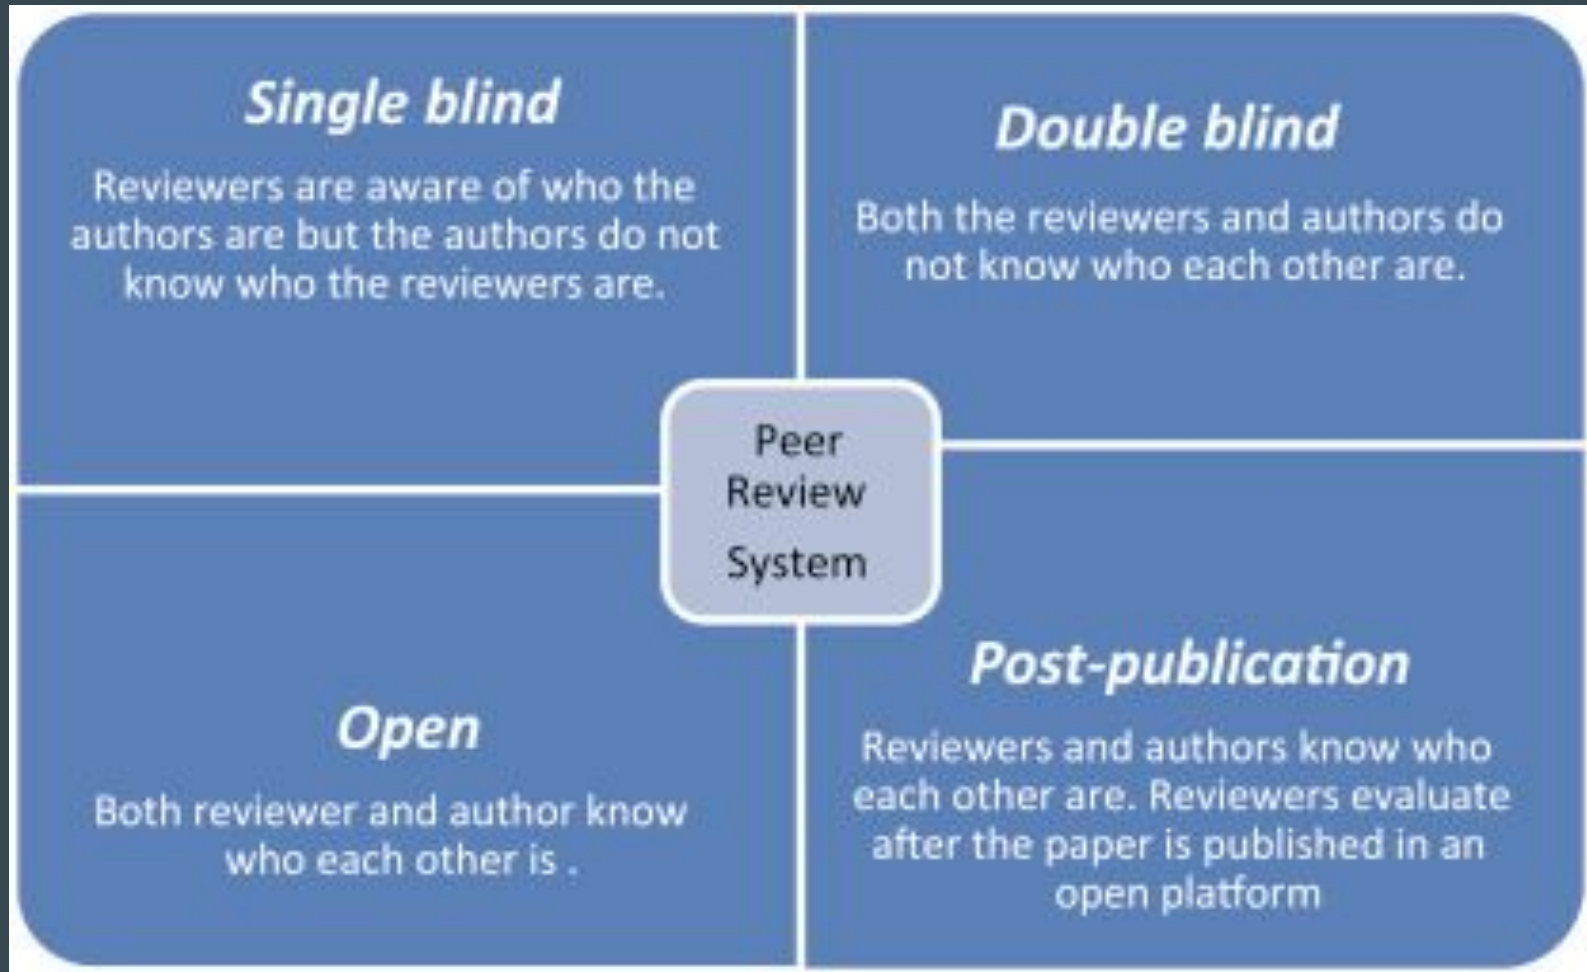 Single blind
Reviewers are aware of who the
authors are but the authors do not
know who the reviewers are.
Double blind
Both the reviewers and authors do
not know who each other are.
Peer
Review
System
Open
Both reviewer and author know
who each other is .
Post-publication
Reviewers and authors know who
each other are. Reviewers evaluate
after the paper is published in an
open platform